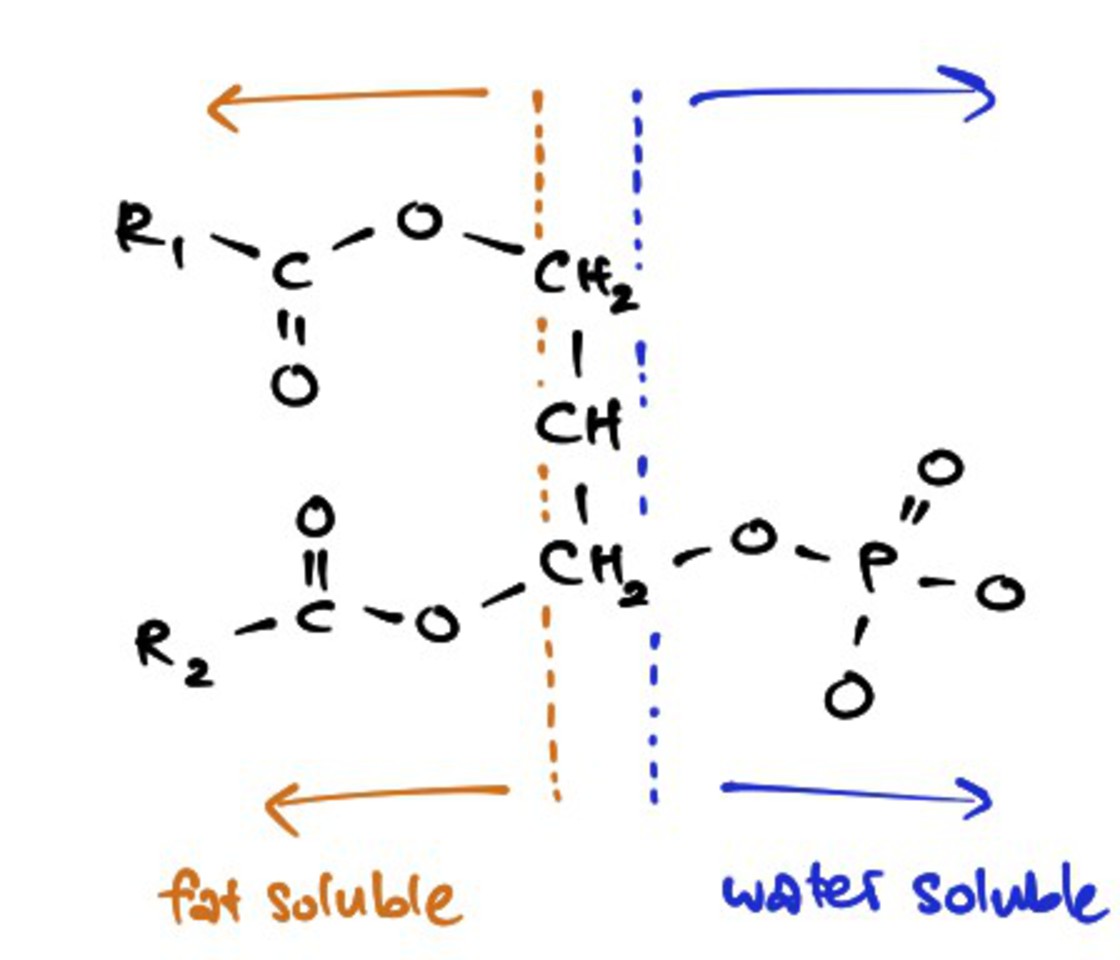 R1 C O CH2
O
CH
O
O
R2 C O CH2 O P O
O
fat soluble water soluble